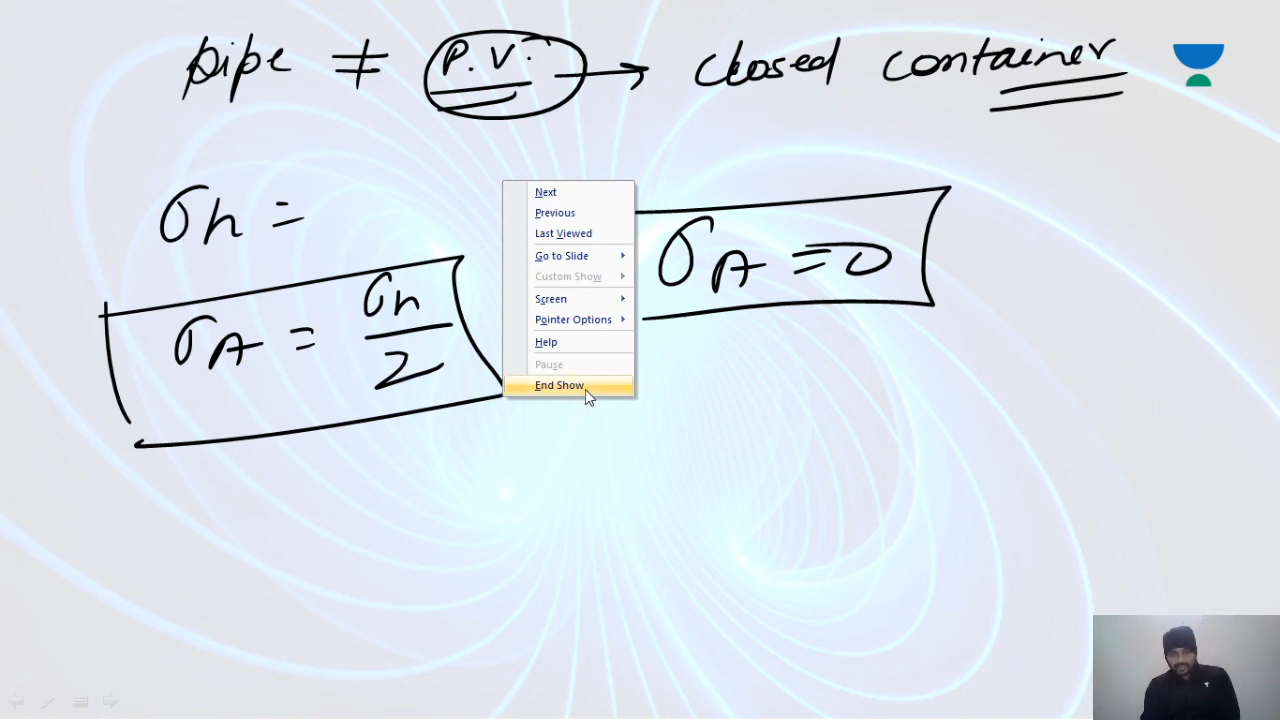 pipe ≠ P.V. → closed container
σh =
σA = σh/2
σA = 0
Next
Previous
Last Viewed
Go to Slide
Custom Show
Screen
Pointer Options
Help
Pause
End Show